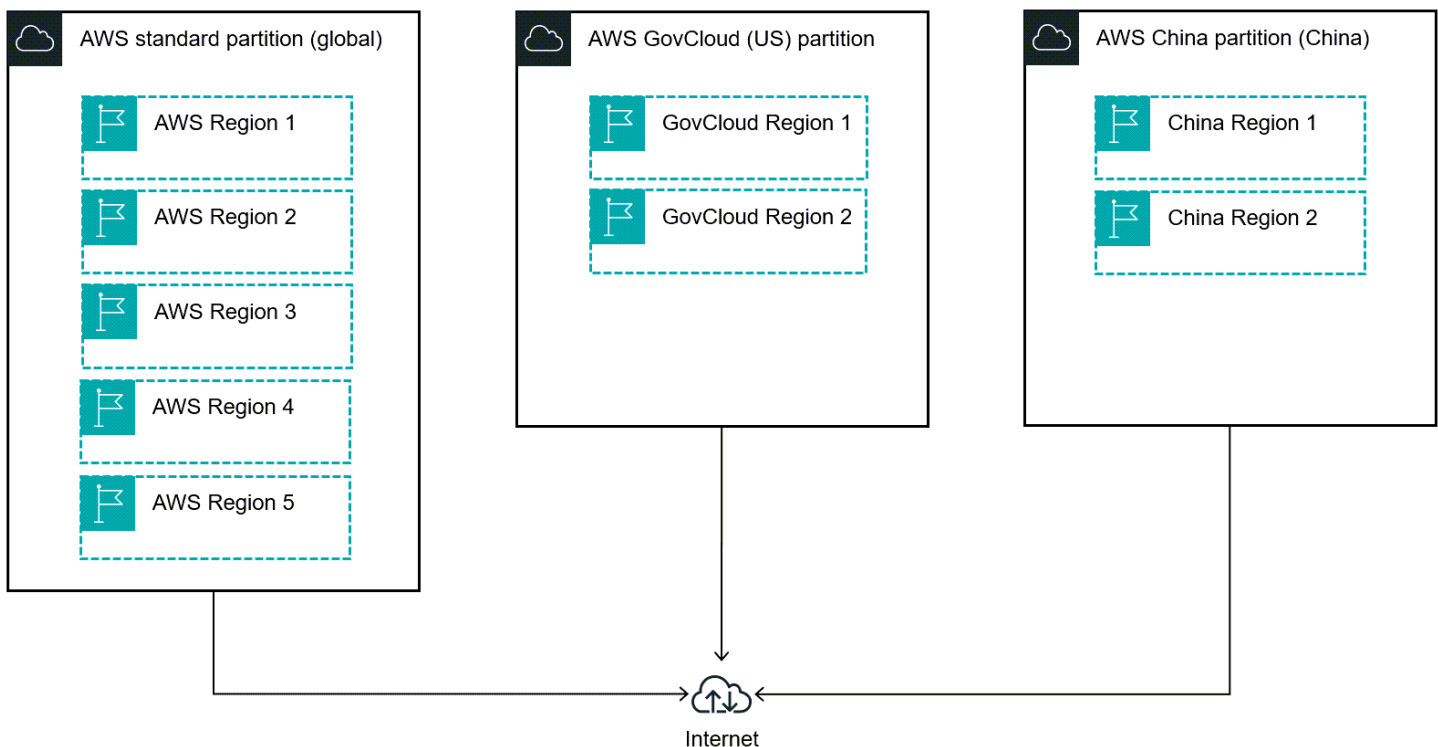 AWS standard partition (global)
AWS Region 1
AWS Region 2
AWS Region 3
AWS Region 4
AWS Region 5
AWS GovCloud (US) partition
GovCloud Region 1
GovCloud Region 2
AWS China partition (China)
China Region 1
China Region 2
Internet